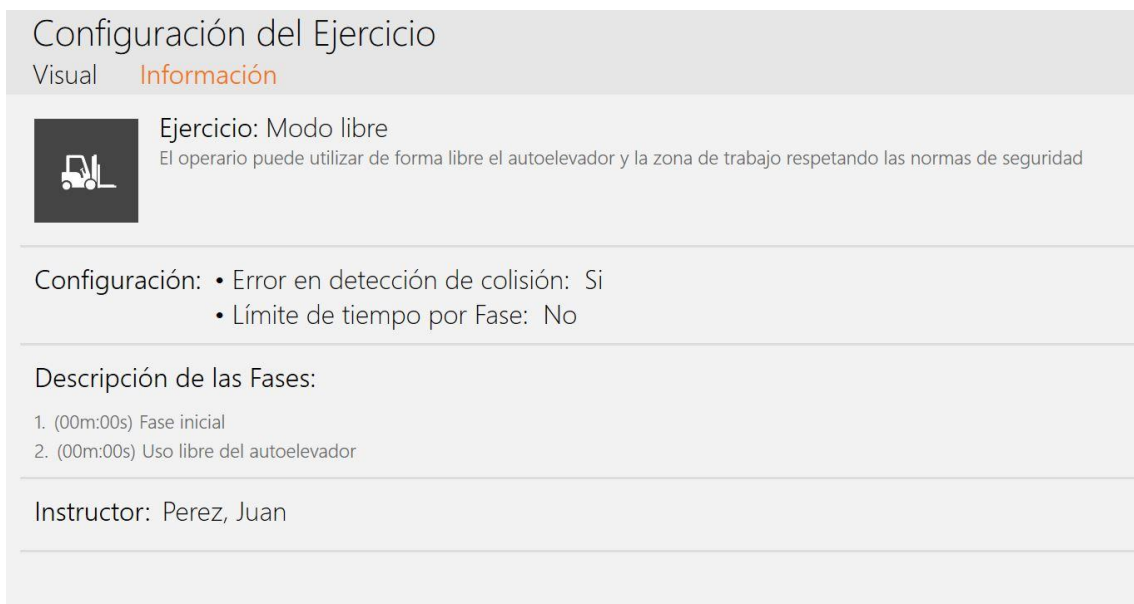 Configuración del Ejercicio
Visual Información
Ejercicio: Modo libre
El operario puede utilizar de forma libre el autoelevador y la zona de trabajo respetando las normas de seguridad
Configuración: • Error en detección de colisión: Si
• Límite de tiempo por Fase: No
Descripción de las Fases:
1. (00m:00s) Fase inicial
2. (00m:00s) Uso libre del autoelevador
Instructor: Perez, Juan